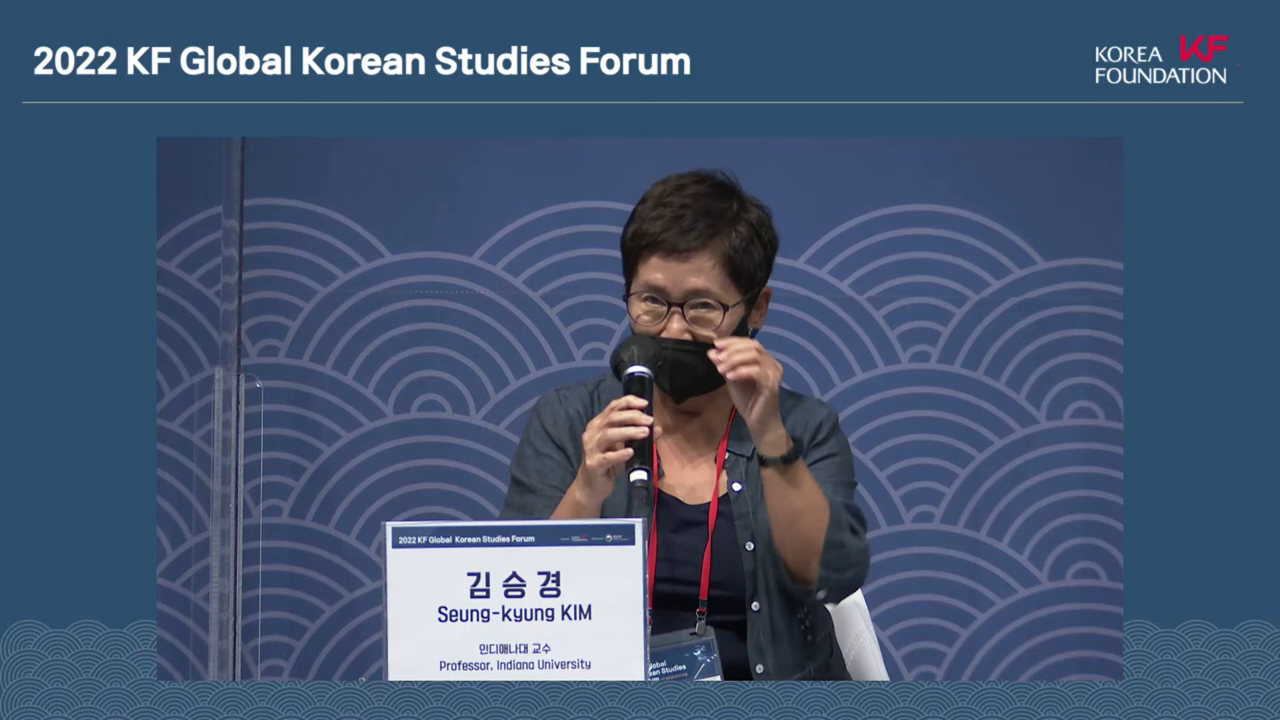 2022 KF Global Korean Studies Forum
KOREA KF
FOUNDATION
2022 KF Global Korean Studies Forum
김승경
Seung-kyung KIM
인디애나대 교수
Professor, Indiana University
Global
Korean Studies